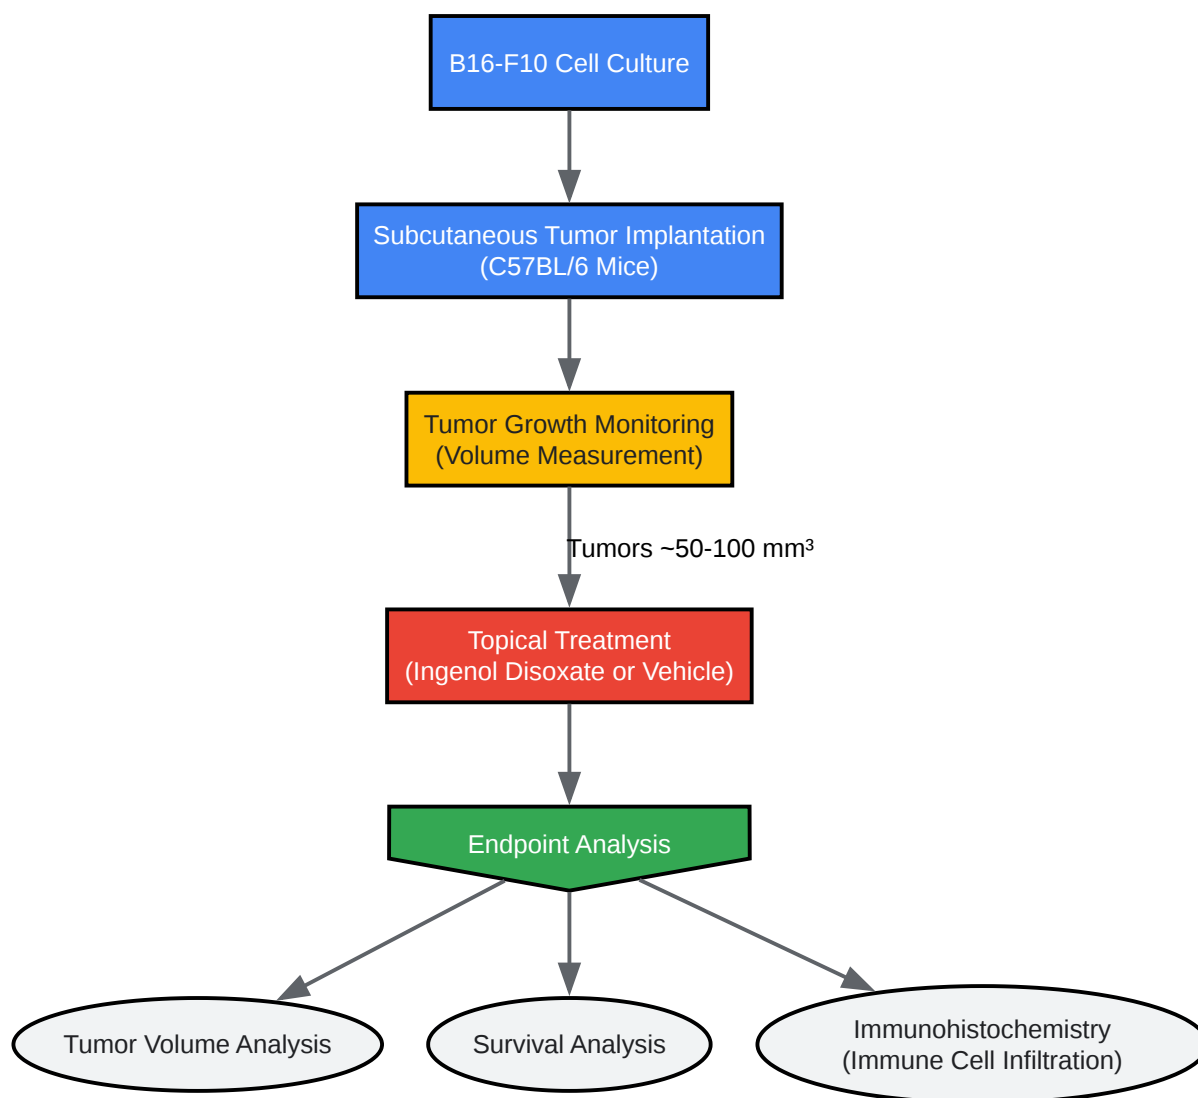 B16-F10 Cell Culture
Subcutaneous Tumor Implantation
(C57BL/6 Mice)
Tumor Growth Monitoring
(Volume Measurement)
Tumors ~50-100 mm³
Topical Treatment
(Ingenol Disoxate or Vehicle)
Endpoint Analysis
Tumor Volume Analysis
Survival Analysis
Immunohistochemistry
(Immune Cell Infiltration)